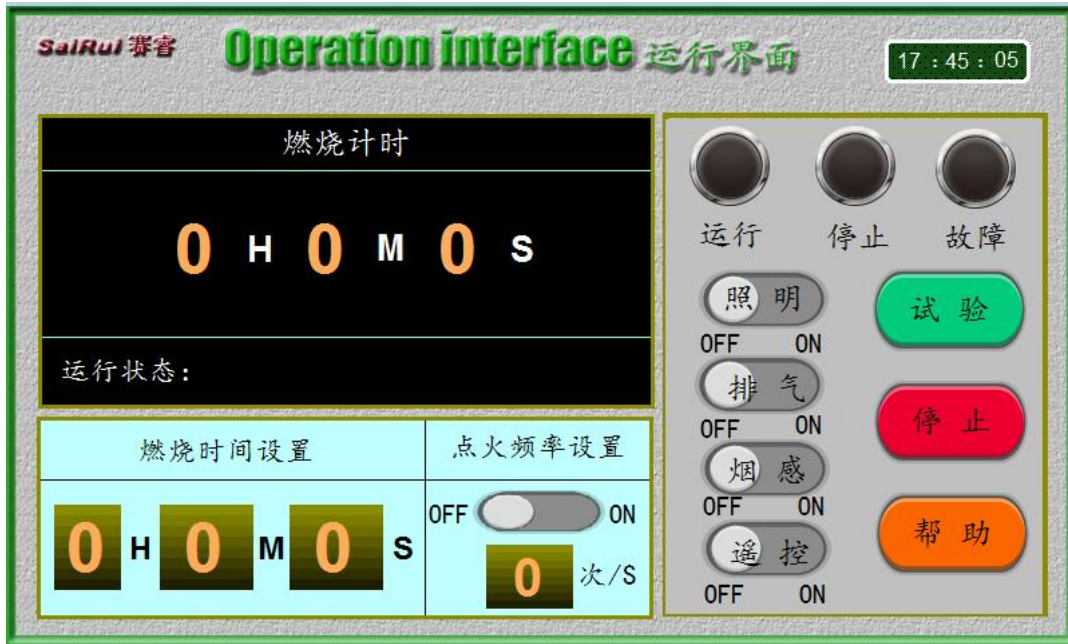 SaiRui 赛睿 Operation interface 运行界面 17：45：05
燃烧计时
0 H 0 M 0 S
运行状态：
燃烧时间设置
0 H 0 M 0 S
点火频率设置
OFF ON
0 次/S
运行 停止 故障
照明
OFF ON
排气
OFF ON
烟感
OFF ON
遥控
OFF ON
试验
停止
帮助